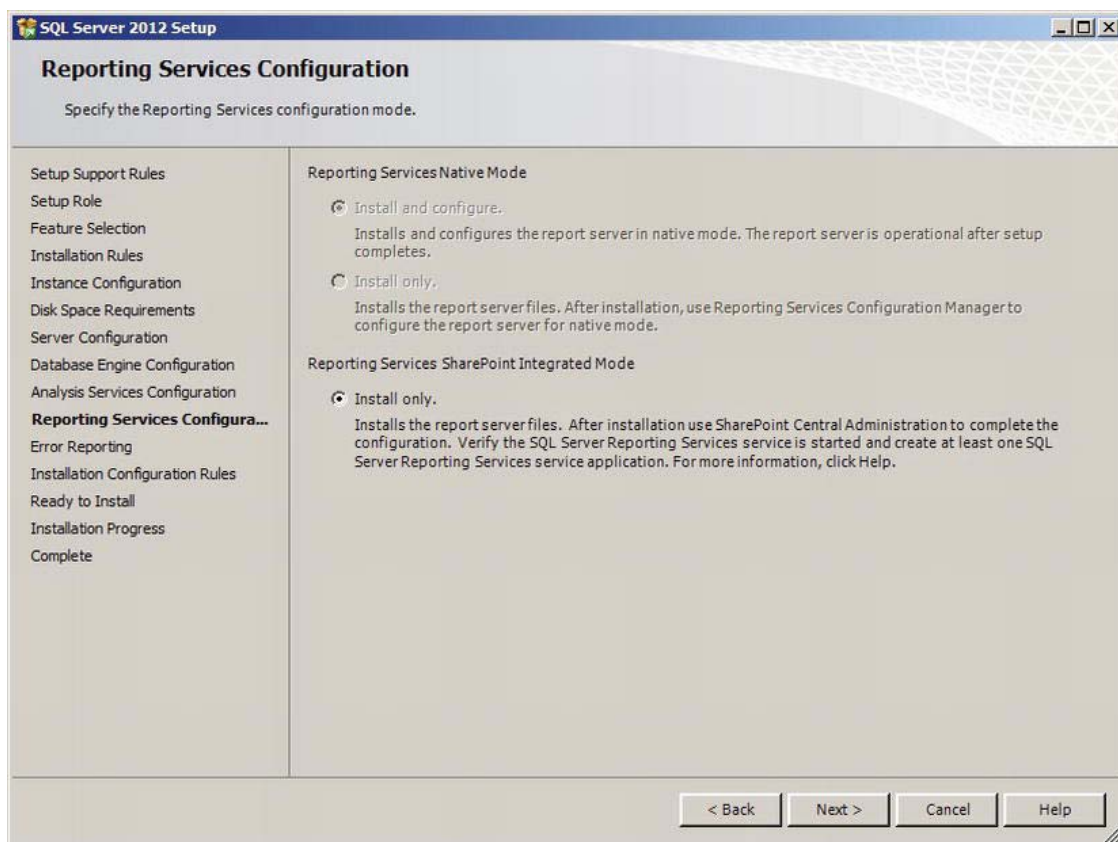 SQL Server 2012 Setup
Reporting Services Configuration
Specify the Reporting Services configuration mode.
Setup Support Rules
Setup Role
Feature Selection
Installation Rules
Instance Configuration
Disk Space Requirements
Server Configuration
Database Engine Configuration
Analysis Services Configuration
Reporting Services Configura...
Error Reporting
Installation Configuration Rules
Ready to Install
Installation Progress
Complete
Reporting Services Native Mode
Install and configure.
Installs and configures the report server in native mode. The report server is operational after setup
completes.
Install only.
Installs the report server files. After installation, use Reporting Services Configuration Manager to
configure the report server for native mode.
Reporting Services SharePoint Integrated Mode
Install only.
Installs the report server files. After installation use SharePoint Central Administration to complete the
configuration. Verify the SQL Server Reporting Services service is started and create at least one SQL
Server Reporting Services service application. For more information, click Help.
< Back
Next >
Cancel
Help